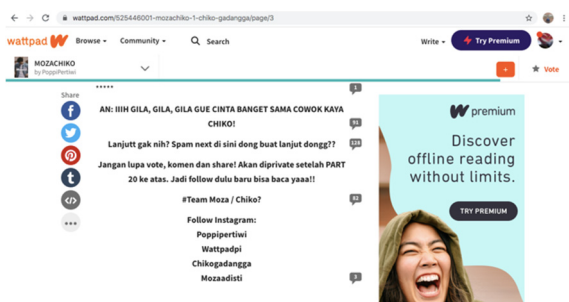 wattpad.com/525446001-mozachiko-1-chiko-gadangga/page/3
wattpad
Browse
Community
Search
Write
Try Premium
MOZACHIKO
by PoppiPertiwi
+
Vote
Share
*****
1
AN: IIIH GILA, GILA, GILA GUE CINTA BANGET SAMA COWOK KAYA
CHIKO!
91
Lanjutt gak nih? Spam next di sini dong buat lanjut dongg??
128
Jangan lupa vote, komen dan share! Akan diprivate setelah PART
20 ke atas. Jadi follow dulu baru bisa baca yaaa!!
#Team Moza / Chiko?
82
Follow Instagram:
Poppipertiwi
Wattpadpi
Chikogadangga
Mozaadisti
3
premium
Discover
offline reading
without limits.
TRY PREMIUM